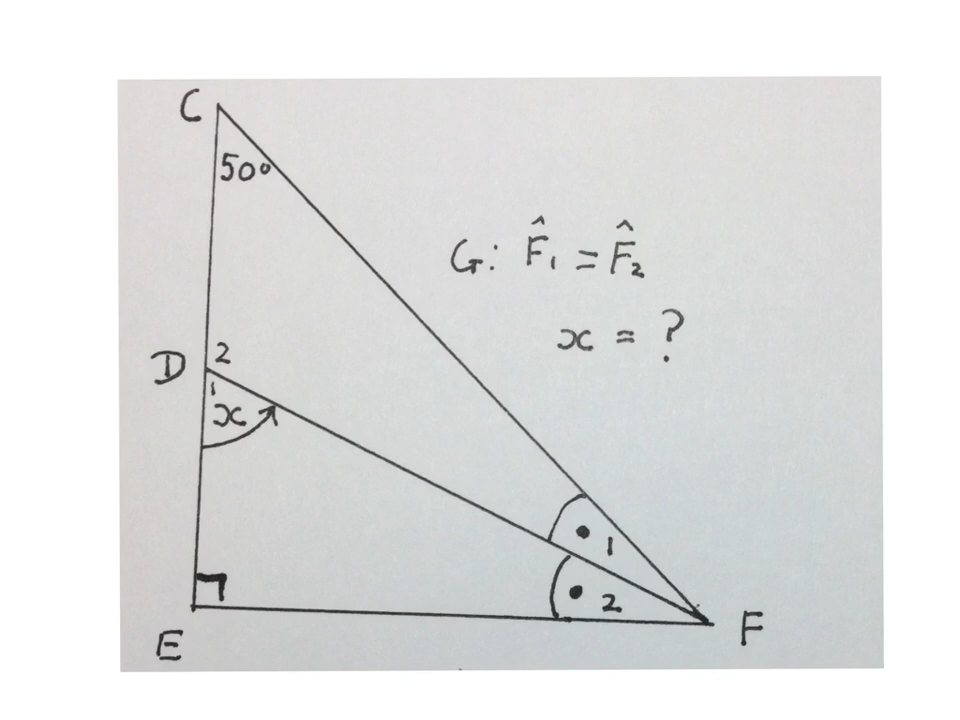 C
50°
G: F̂₁ = F̂₂
x = ?
D 2
1
x
1
2
E F